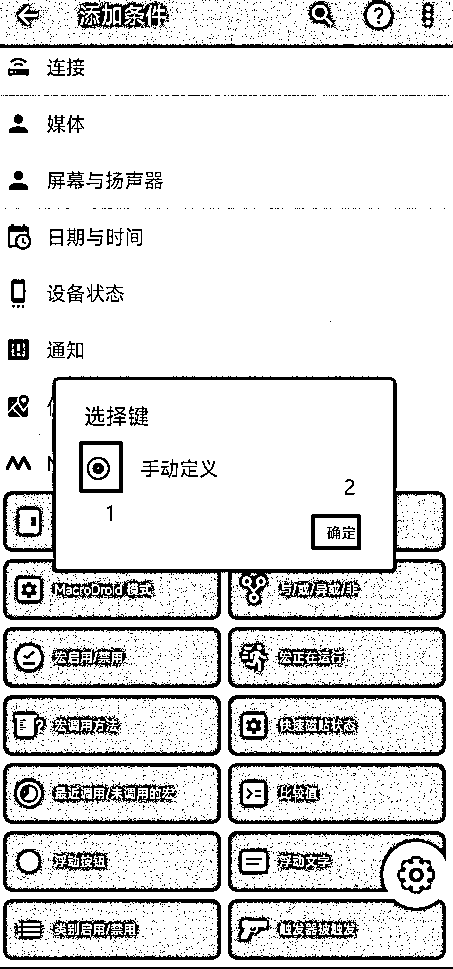 添加条件
连接
媒体
屏幕与扬声器
日期与时间
设备状态
通知
选择键
手动定义
1
2
确定
MacroDroid 模式
与/或/异或/非
宏启用/禁用
宏正在运行
宏调用方法
快速磁贴状态
最近调用/未调用的宏
比较值
浮动按钮
浮动文字
类别启用/禁用
触发器被触发